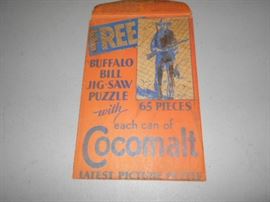 FREE
BUFFALO
BILL
JIG-SAW
PUZZLE
65 PIECES
with
each can of
Cocomalt
LATEST PICTURE PUZZLE